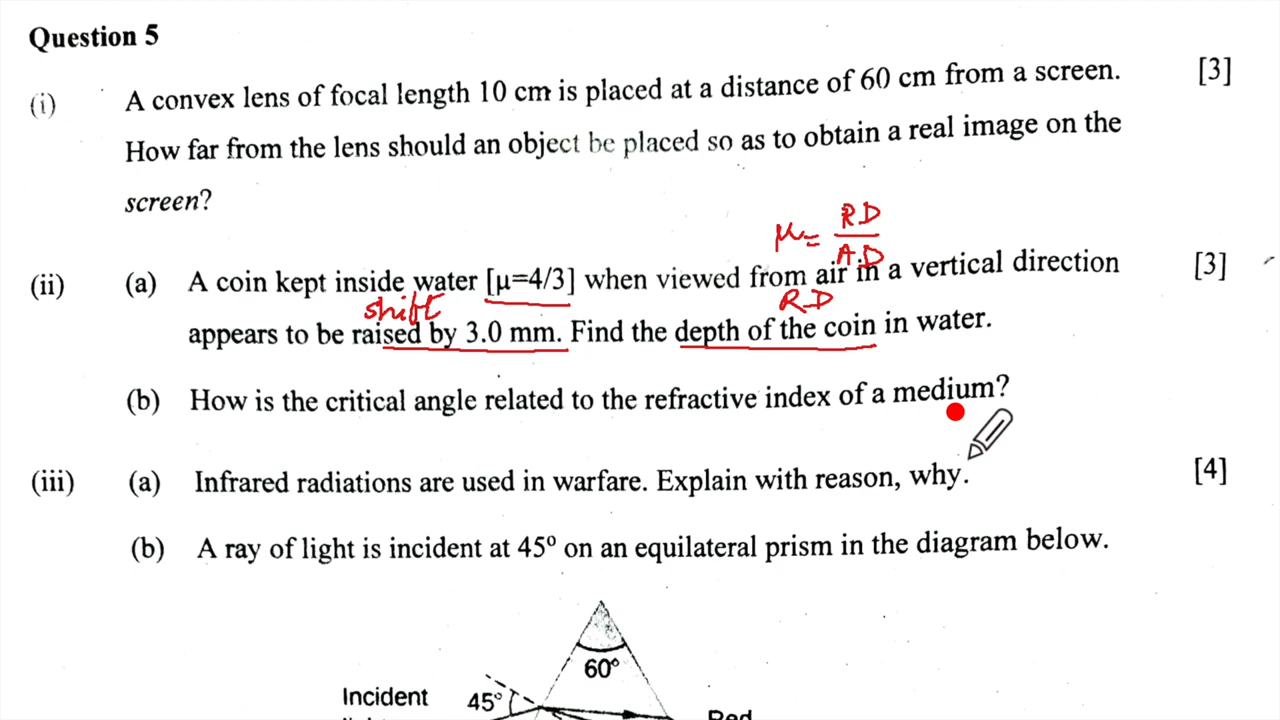 Question 5
(i) A convex lens of focal length 10 cm is placed at a distance of 60 cm from a screen. [3]
How far from the lens should an object be placed so as to obtain a real image on the
screen?
μ= RD
AD
(ii) (a) A coin kept inside water [μ=4/3] when viewed from air in a vertical direction [3]
shift RD
appears to be raised by 3.0 mm. Find the depth of the coin in water.
(b) How is the critical angle related to the refractive index of a medium?
(iii) (a) Infrared radiations are used in warfare. Explain with reason, why. [4]
(b) A ray of light is incident at 45° on an equilateral prism in the diagram below.
60°
Incident 45°
Red